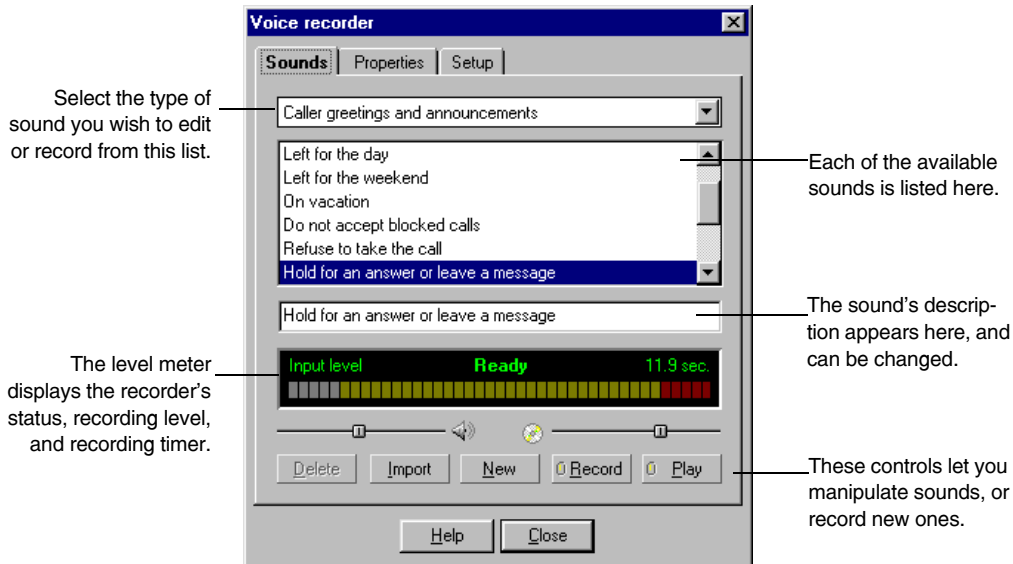 Voice recorder
Sounds
Properties
Setup
Select the type of
sound you wish to edit
or record from this list.
Caller greetings and announcements
Left for the day
Left for the weekend
On vacation
Do not accept blocked calls
Refuse to take the call
Hold for an answer or leave a message
Each of the available
sounds is listed here.
Hold for an answer or leave a message
The sound’s descrip-
tion appears here, and
can be changed.
The level meter
displays the recorder’s
status, recording level,
and recording timer.
Input level
Ready
11.9 sec.
Delete
Import
New
Record
Play
These controls let you
manipulate sounds, or
record new ones.
Help
Close